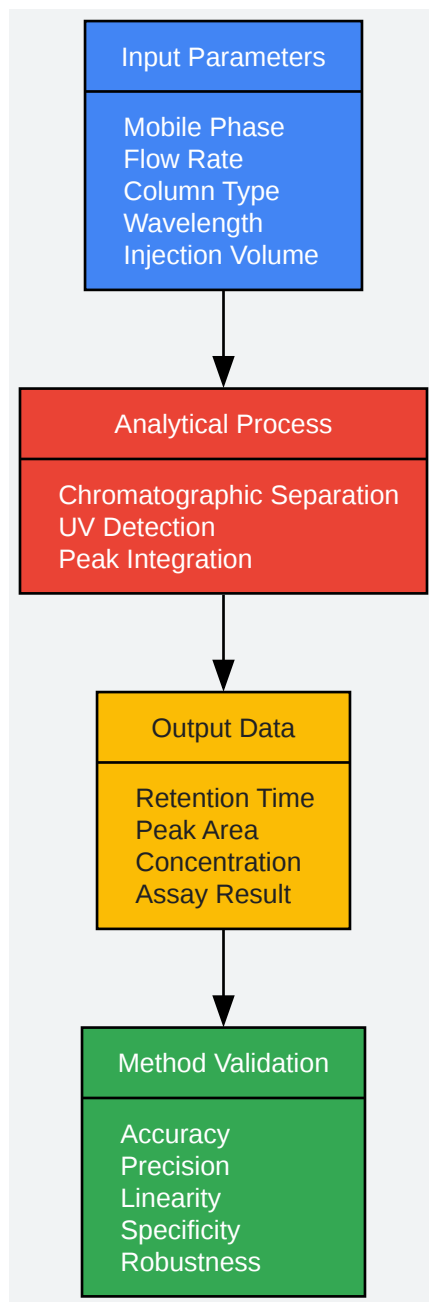 Input Parameters
Mobile Phase
Flow Rate
Column Type
Wavelength
Injection Volume
Analytical Process
Chromatographic Separation
UV Detection
Peak Integration
Output Data
Retention Time
Peak Area
Concentration
Assay Result
Method Validation
Accuracy
Precision
Linearity
Specificity
Robustness